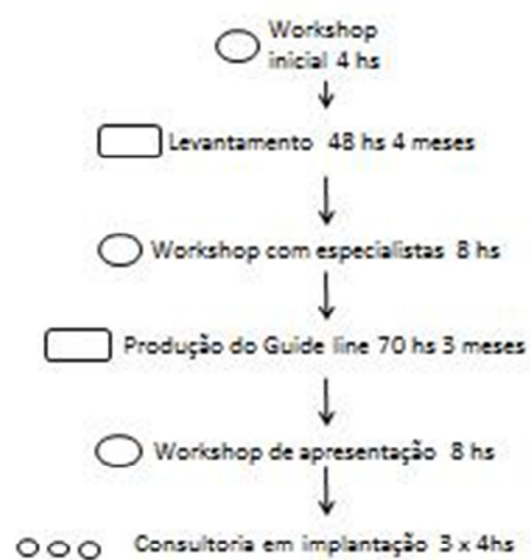 Workshop
inicial 4 hs
Levantamento 48 hs 4 meses
Workshop com especialistas 8 hs
Produção do Guide line 70 hs 3 meses
Workshop de apresentação 8 hs
Consultoria em implantação 3 x 4hs